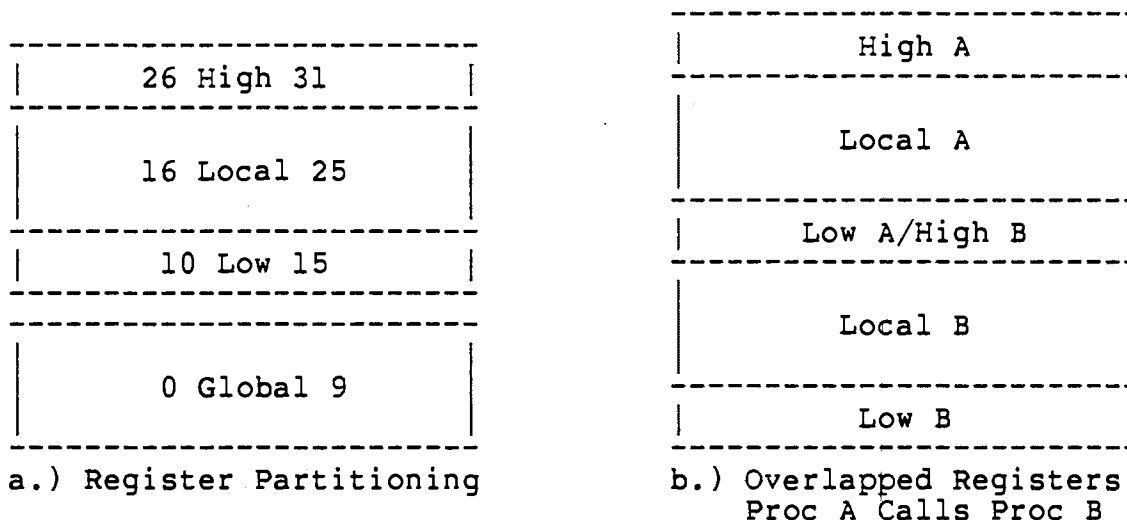 26 High 31
16 Local 25
10 Low 15
0 Global 9
a.) Register Partitioning
High A
Local A
Low A/High B
Local B
Low B
b.) Overlapped Registers
Proc A Calls Proc B